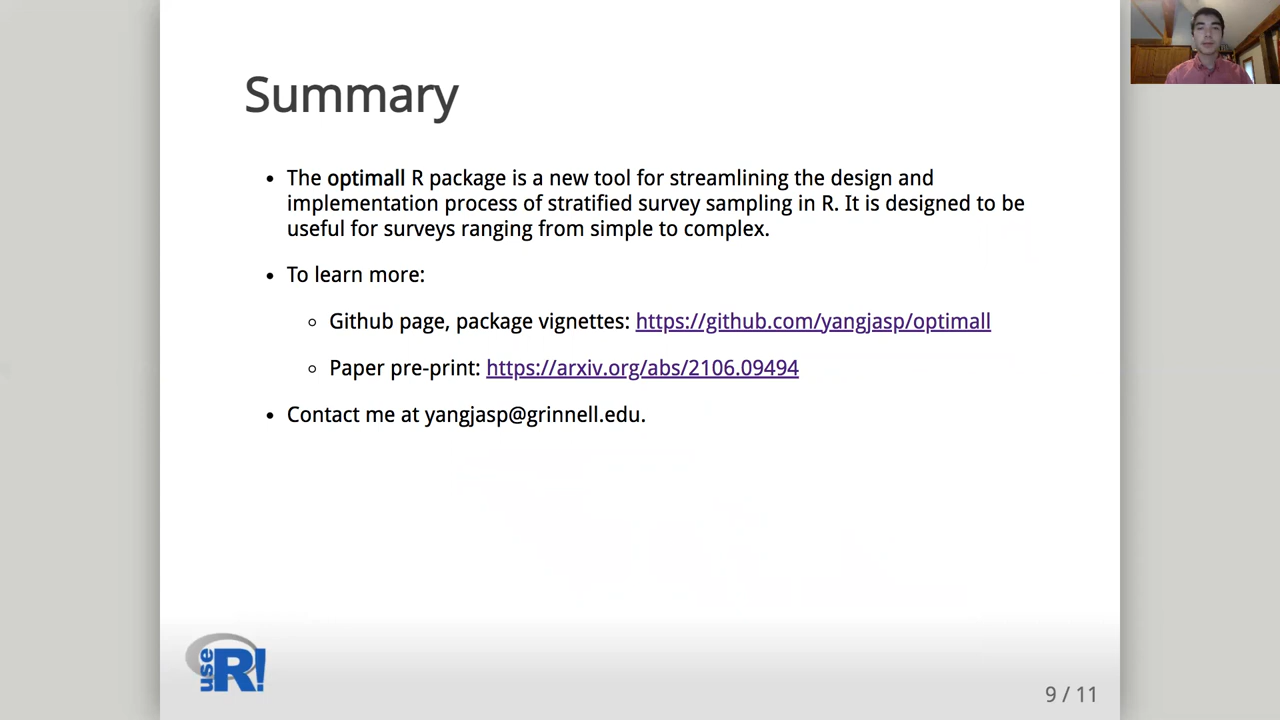 Summary
• The optimall R package is a new tool for streamlining the design and
implementation process of stratified survey sampling in R. It is designed to be
useful for surveys ranging from simple to complex.
• To learn more:
◦ Github page, package vignettes: https://github.com/yangjasp/optimall
◦ Paper pre-print: https://arxiv.org/abs/2106.09494
• Contact me at yangjasp@grinnell.edu.
use R!
9 / 11